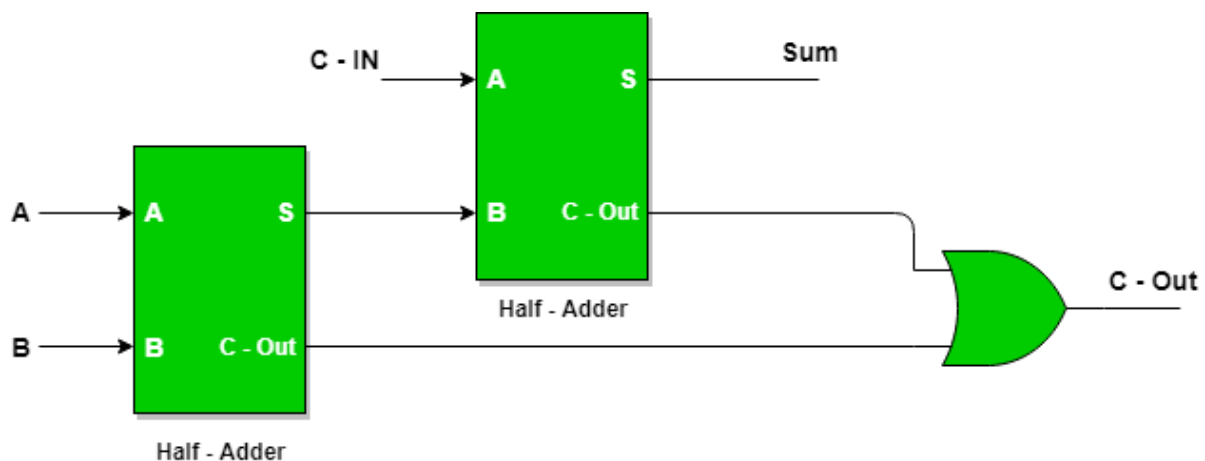 C - IN
Sum
A
S
A
A
S
B
C - Out
C - Out
Half - Adder
B
B
C - Out
Half - Adder